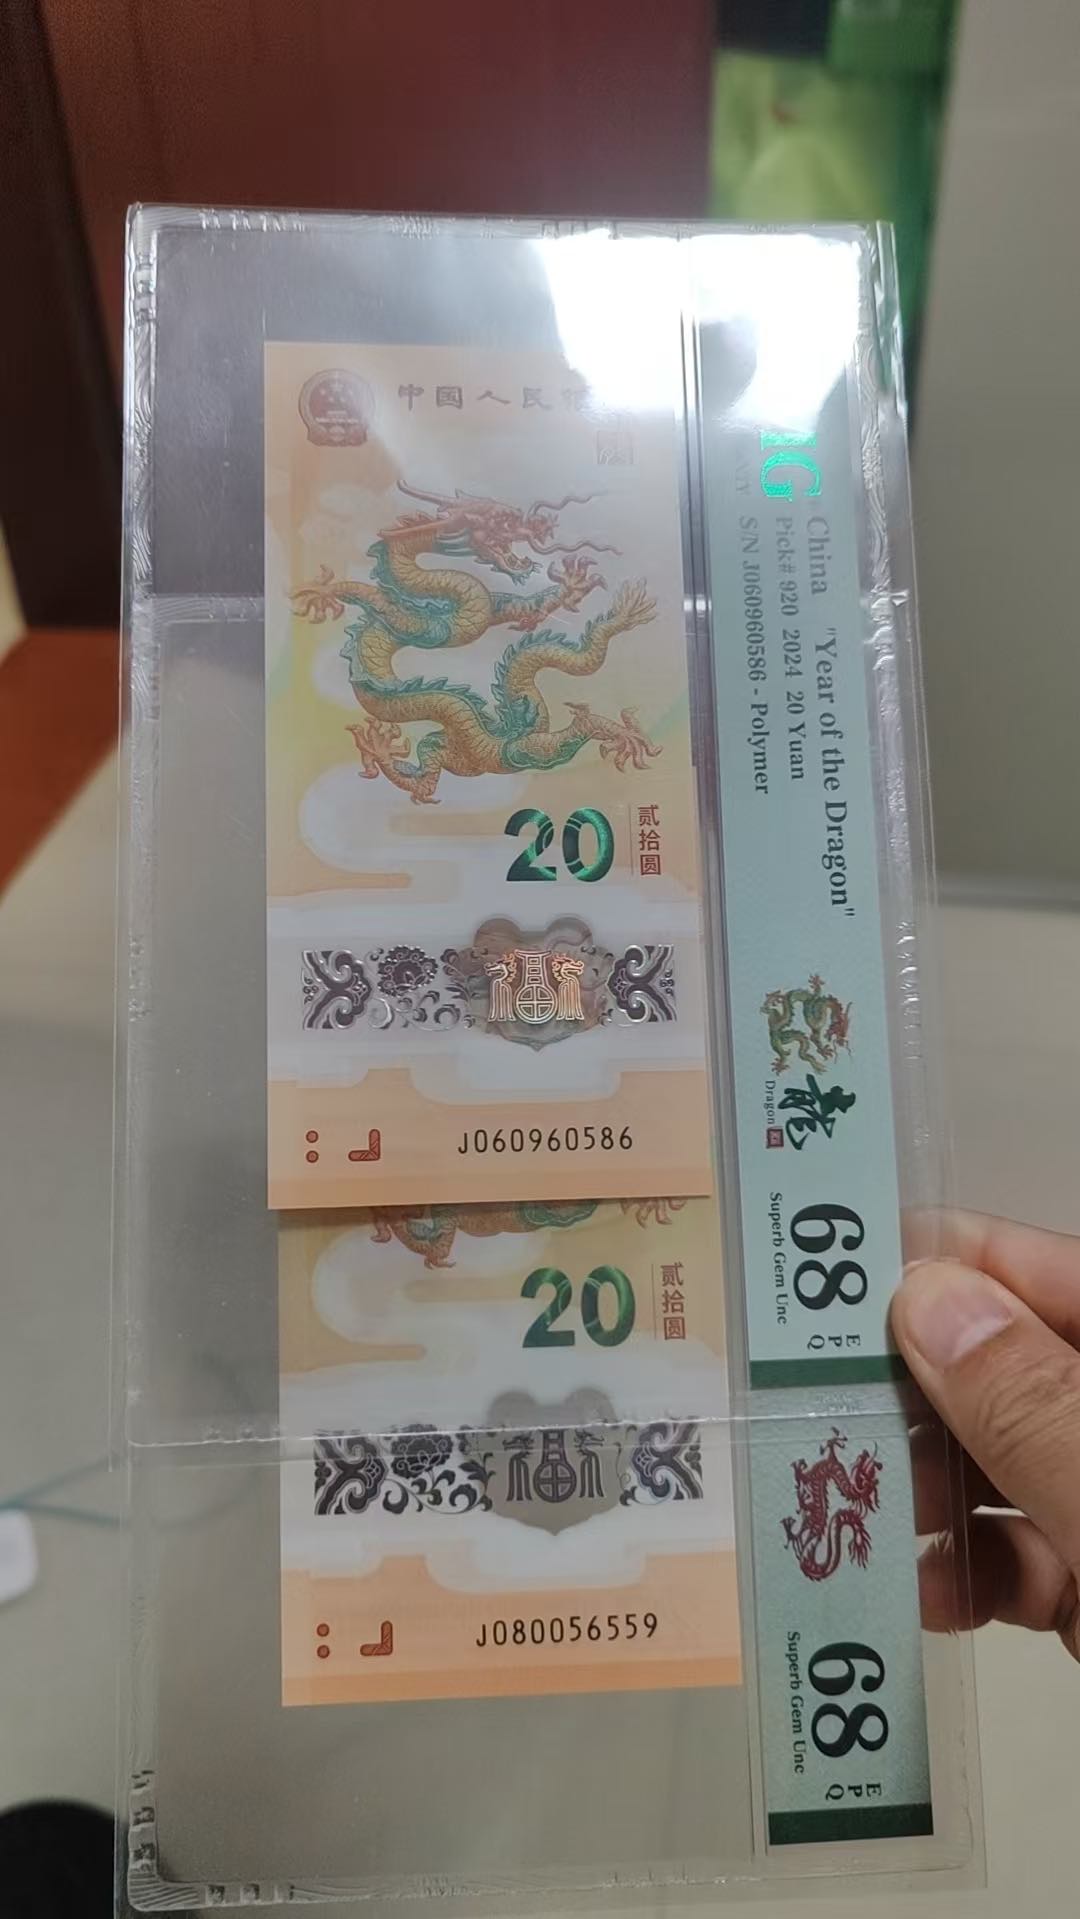 中国人民银
20
贰拾圆
福
J060960586
20
贰拾圆
福
J080056559
China "Year of the Dragon"
Pick# 920 2024 20 Yuan
S/N J060960586 - Polymer
龍
Dragon
68
EPQ
Superb Gem Unc
68
EPQ
Superb Gem Unc